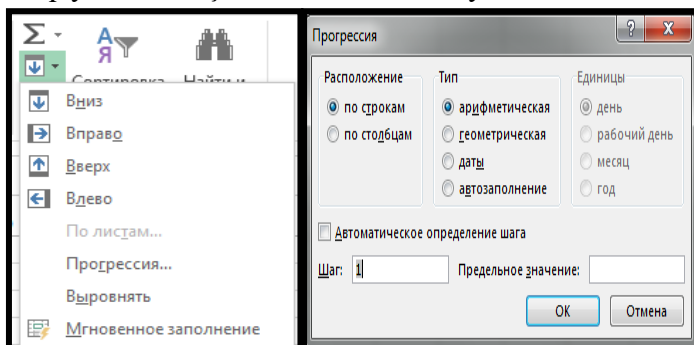 Σ
А
Я
Сортировка Найти и
Вниз
Вправо
Вверх
Влево
По листам...
Прогрессия...
Выровнять
Мгновенное заполнение
Прогрессия
? X
Расположение
по строкам
по столбцам
Тип
арифметическая
геометрическая
даты
автозаполнение
Единицы
день
рабочий день
месяц
год
Автоматическое определение шага
Шаг: 1 Предельное значение:
ОК Отмена